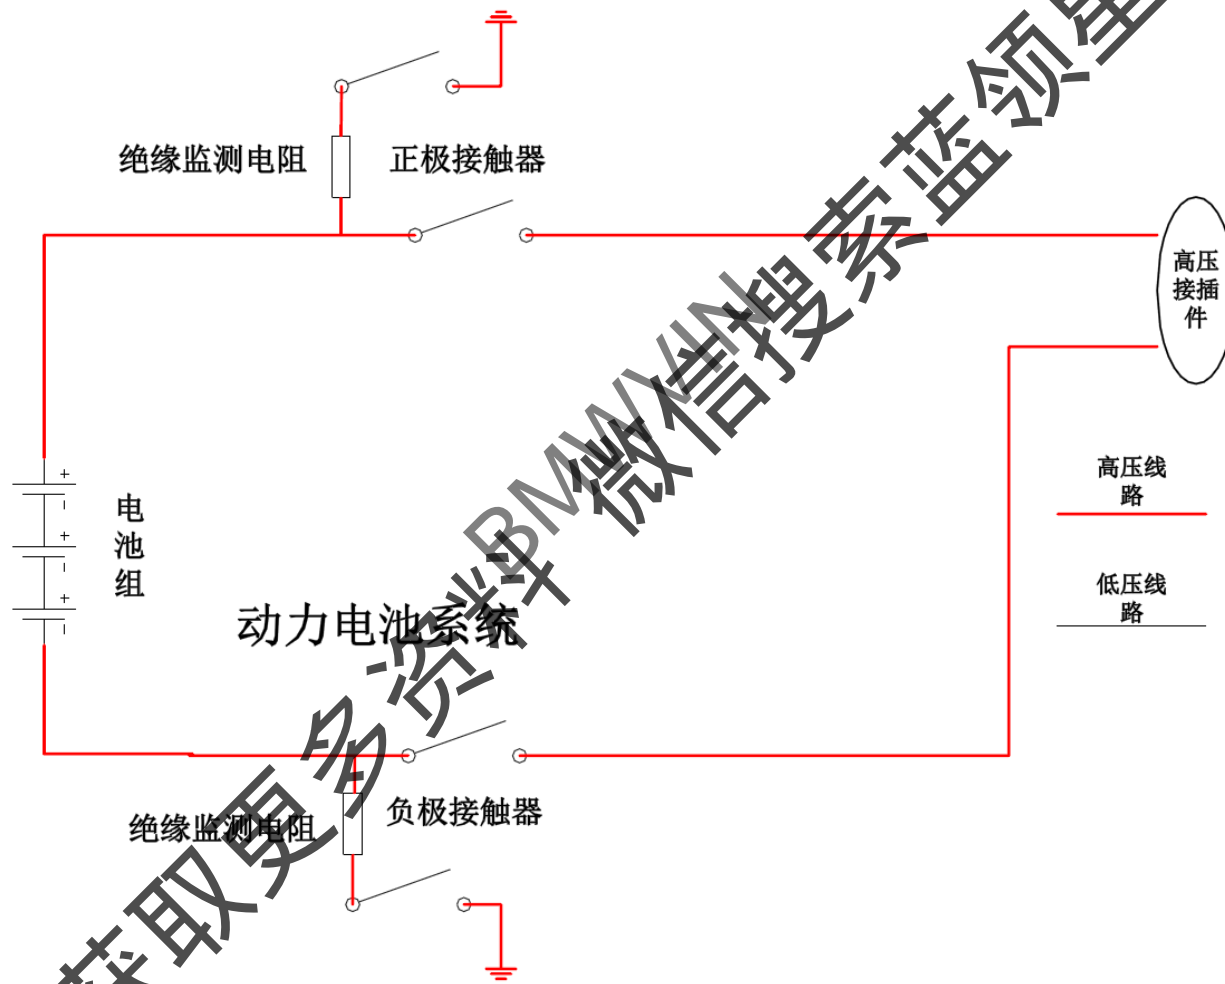 绝缘监测电阻
正极接触器
高压
接插
件
+
−
+
−
+
−
电
池
组
高压线
路
低压线
路
动力电池系统
绝缘监测电阻
负极接触器
BMWVIN
获取更多资料 微信搜索蓝领星